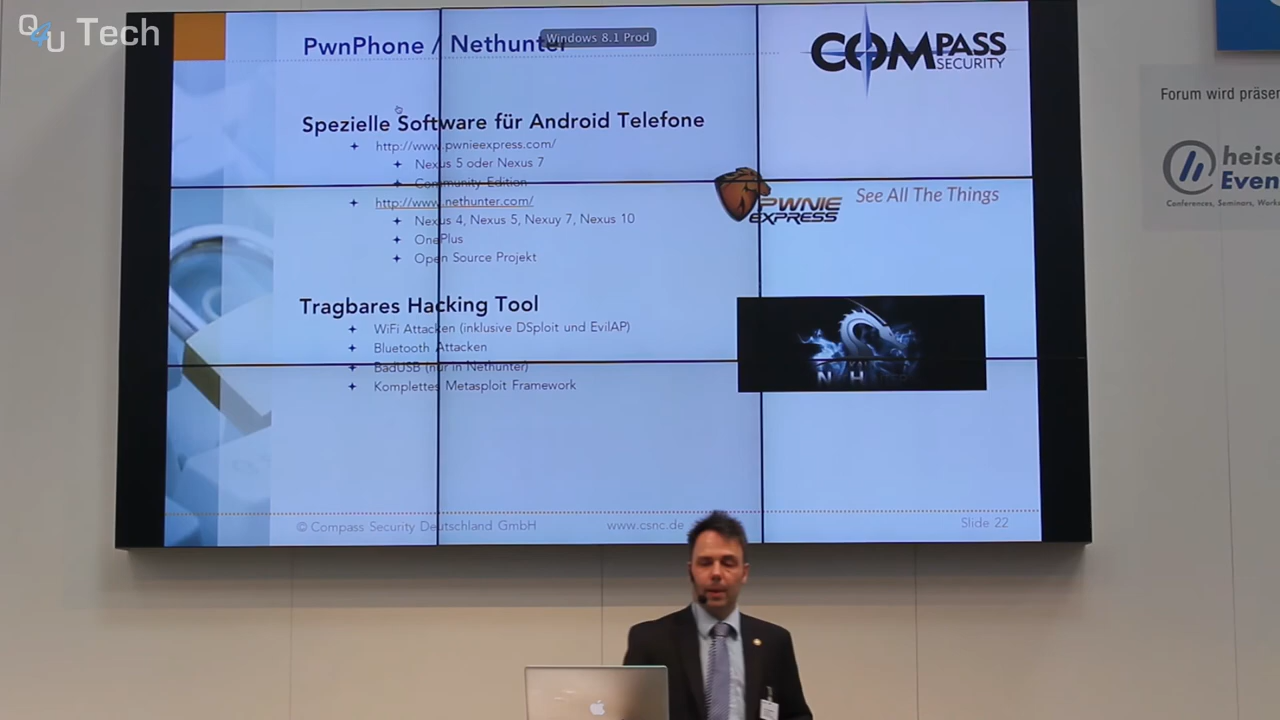 Q4U Tech
PwnPhone / Nethunter
Windows 8.1 Prod
COMPASS
SECURITY
Spezielle Software für Android Telefone
http://www.pwnieexpress.com/
Nexus 5 oder Nexus 7
Community Edition
http://www.nethunter.com/
Nexus 4, Nexus 5, Nexuy 7, Nexus 10
OnePlus
Open Source Projekt
PWNIE
EXPRESS
See All The Things
Tragbares Hacking Tool
WiFi Attacken (inklusive DSploit und EvilAP)
Bluetooth Attacken
BadUSB (nur in Nethunter)
Komplettes Metasploit Framework
N H
© Compass Security Deutschland GmbH
www.csnc.de
Slide 22
Forum wird präsen
heise
Even
Conferences, Seminars, Works